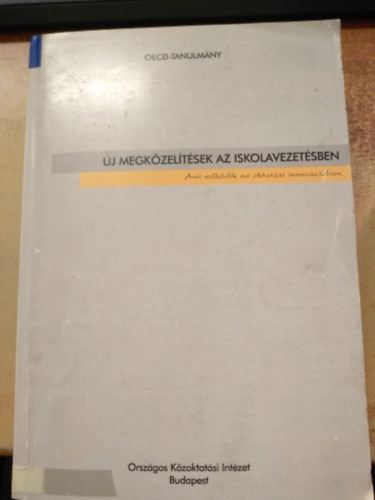 OECD-TANULMÁNY
ÚJ MEGKÖZELÍTÉSEK AZ ISKOLAVEZETÉSBEN
Ami működik az oktatási innovációban
Országos Közoktatási Intézet
Budapest